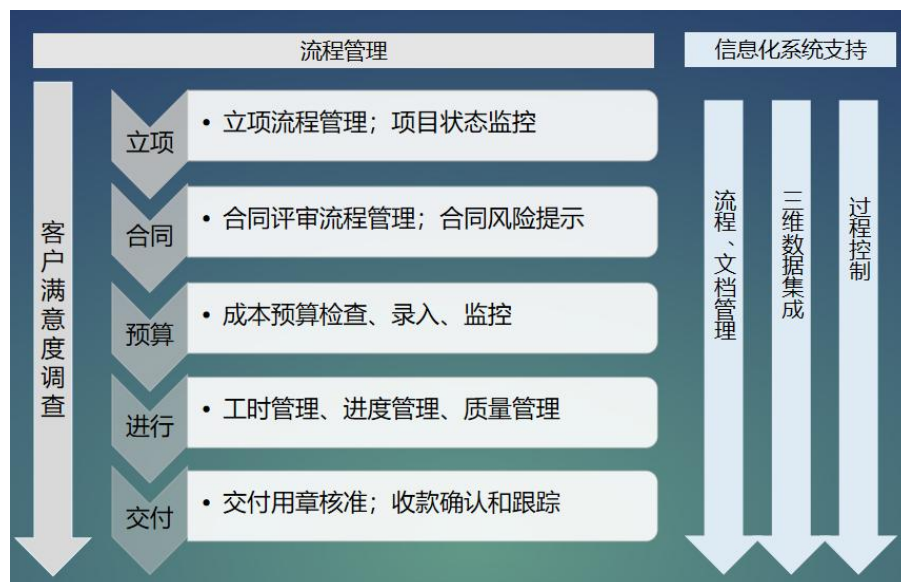 流程管理
信息化系统支持
客户满意度调查
立项
• 立项流程管理；项目状态监控
合同
• 合同评审流程管理；合同风险提示
预算
• 成本预算检查、录入、监控
进行
• 工时管理、进度管理、质量管理
交付
• 交付用章核准；收款确认和跟踪
流程、文档管理
三维数据集成
过程控制